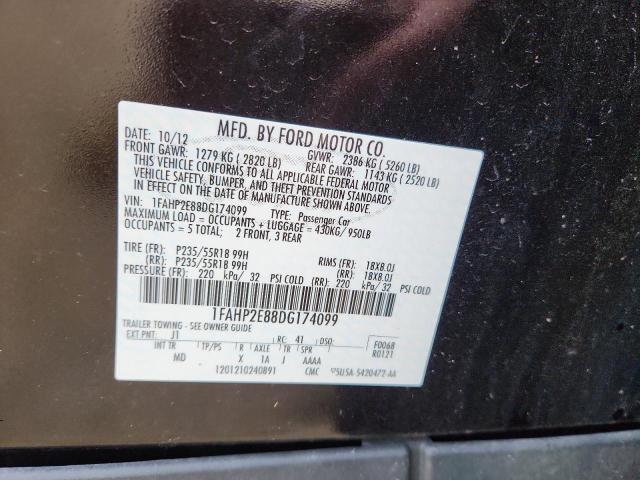 MFD. BY FORD MOTOR CO.
DATE: 10/12 GVWR: 2386 KG ( 5260 LB)
FRONT GAWR: 1279 KG ( 2820 LB) REAR GAWR: 1143 KG ( 2520 LB)
THIS VEHICLE CONFORMS TO ALL APPLICABLE FEDERAL MOTOR
VEHICLE SAFETY, BUMPER, AND THEFT PREVENTION STANDARDS
IN EFFECT ON THE DATE OF MANUFACTURE SHOWN ABOVE.
VIN: 1FAHP2E88DG174099 TYPE: Passenger Car
MAXIMUM LOAD = OCCUPANTS + LUGGAGE = 430KG/ 950LB
OCCUPANTS = 5 TOTAL; 2 FRONT, 3 REAR
TIRE (FR): P235/55R18 99H RIMS (FR): 18X8.0J
(RR): P235/55R18 99H (RR): 18X8.0J
PRESSURE (FR): 220 kPa/ 32 PSI COLD (RR): 220 kPa/ 32 PSI COLD
1FAHP2E88DG174099
TRAILER TOWING - SEE OWNER GUIDE
EXT PNT: J1 RC: 41 DSO: F0068
INT TR TP/PS R AXLE TR SPR R0121
MD X 1A J AAAA
1201210240891 CMC 5U5A-5420472-AA